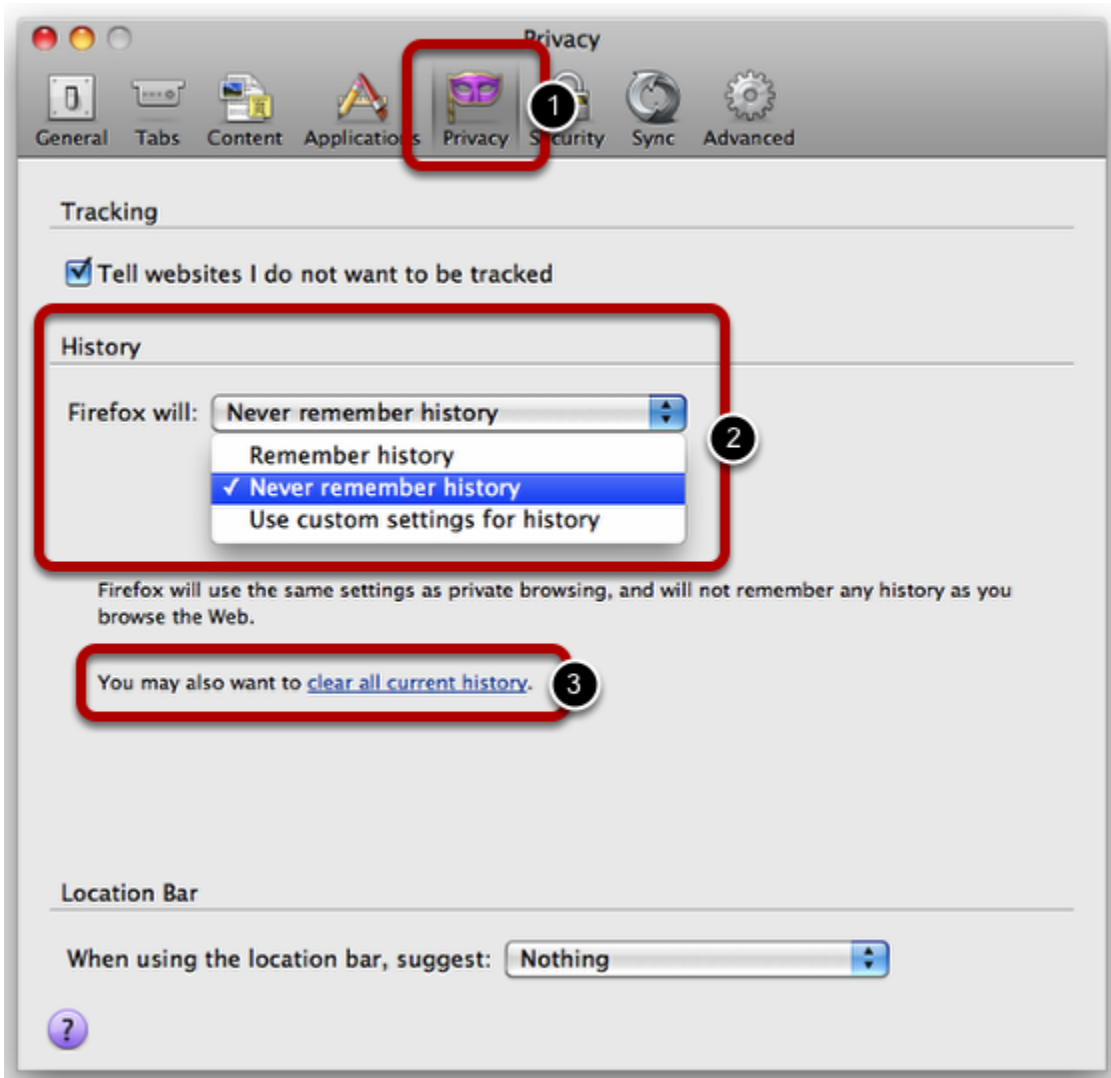 Privacy
General Tabs Content Applications Privacy Security Sync Advanced
1
Tracking
Tell websites I do not want to be tracked
History
Firefox will: Never remember history
2
Remember history
✓ Never remember history
Use custom settings for history
Firefox will use the same settings as private browsing, and will not remember any history as you
browse the Web.
You may also want to clear all current history.
3
Location Bar
When using the location bar, suggest: Nothing
?